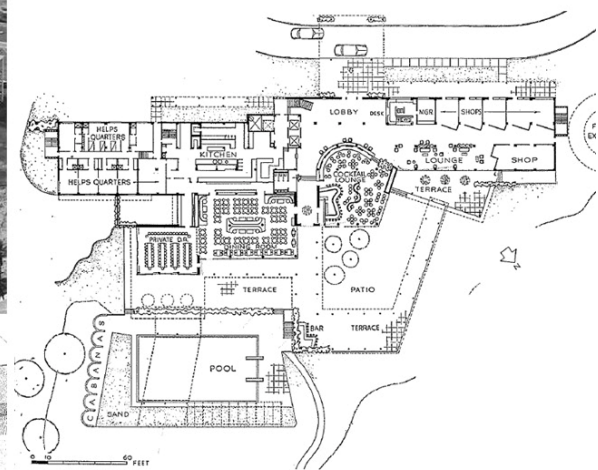 LOBBY
DESK
MGR.
SHOPS
HELPS
QUARTERS
KITCHEN
LOUNGE
SHOP
HELPS QUARTERS
COCKTAIL
LOUNGE
TERRACE
PRIVATE D.R.
DINING ROOM
TERRACE
PATIO
BAR
TERRACE
POOL
CABANAS
SAND
N
0 10 60
FEET